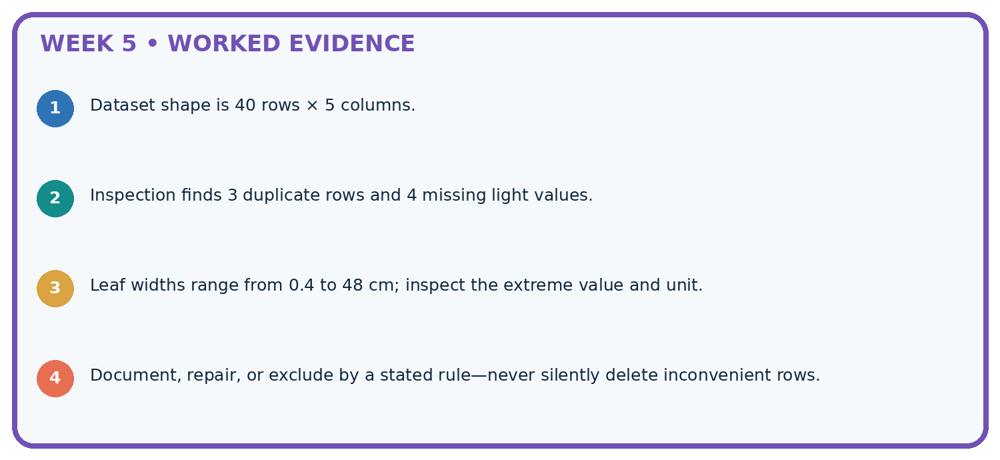 WEEK 5 • WORKED EVIDENCE
1 Dataset shape is 40 rows × 5 columns.
2 Inspection finds 3 duplicate rows and 4 missing light values.
3 Leaf widths range from 0.4 to 48 cm; inspect the extreme value and unit.
4 Document, repair, or exclude by a stated rule—never silently delete inconvenient rows.